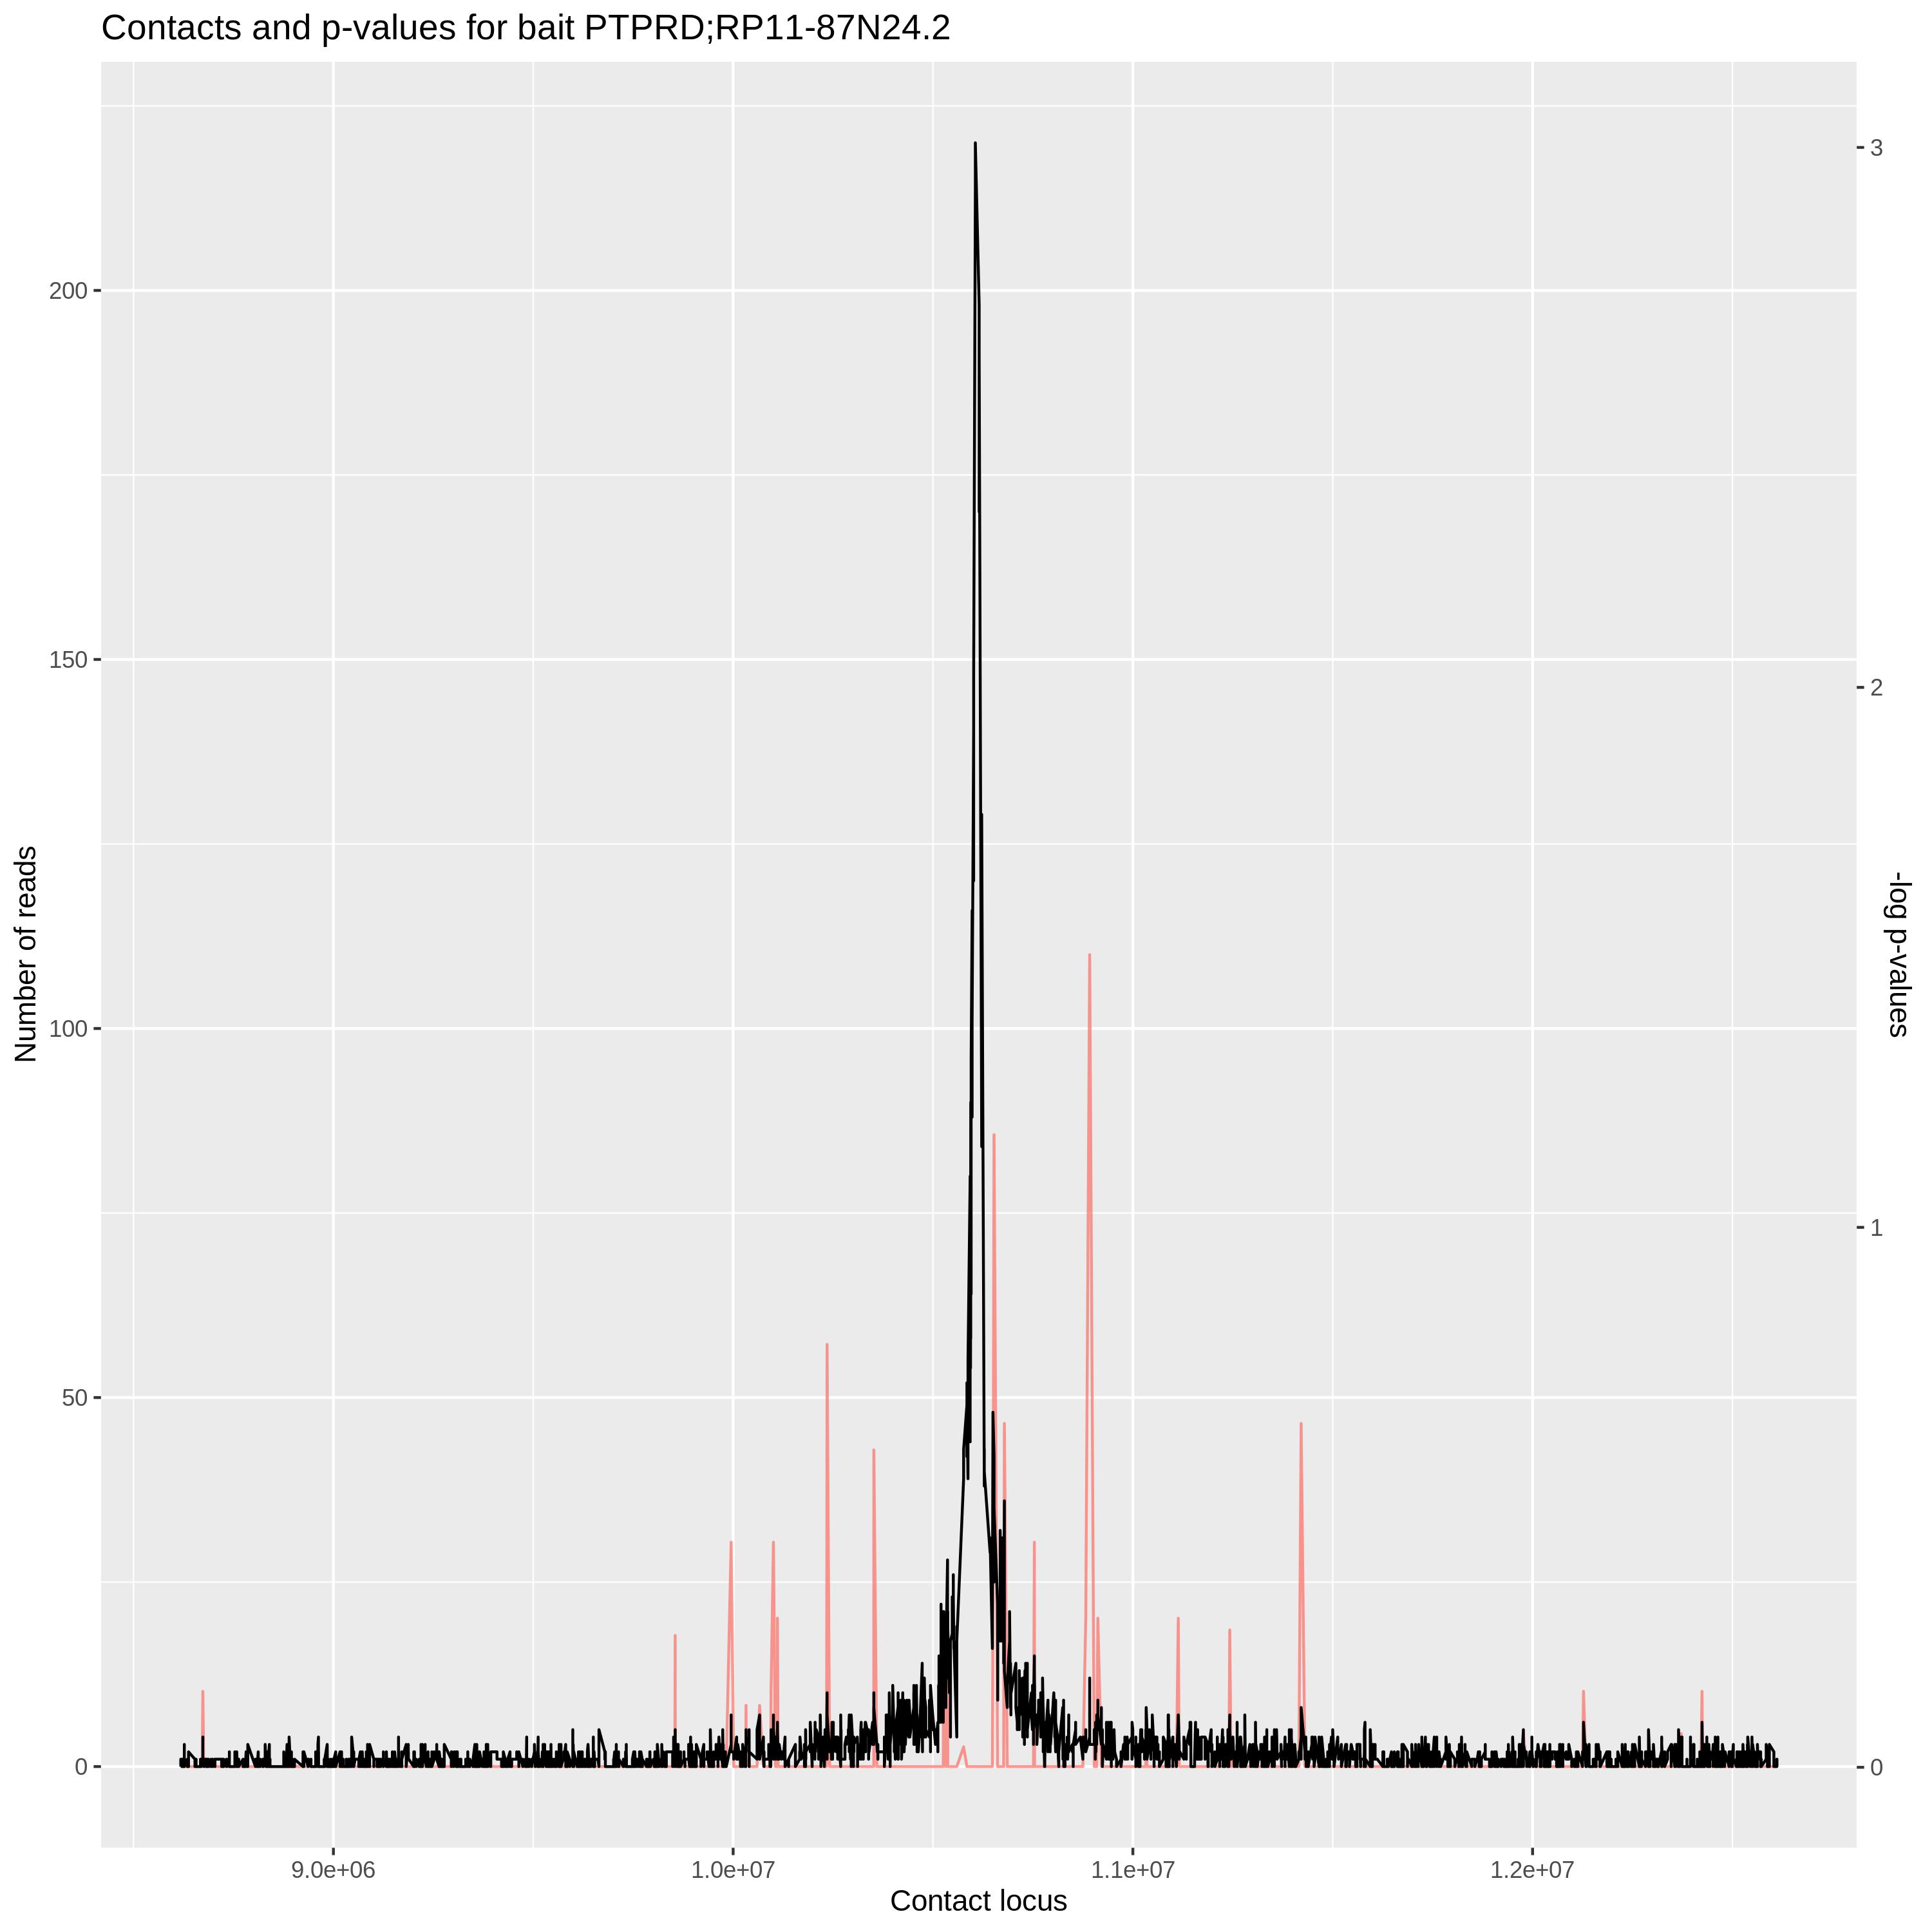 Contacts and p-values for bait PTPRD;RP11-87N24.2
Number of reads
200
150
100
50
0
3
2
1
0
-log p-values
9.0e+06
1.0e+07
1.1e+07
1.2e+07
Contact locus